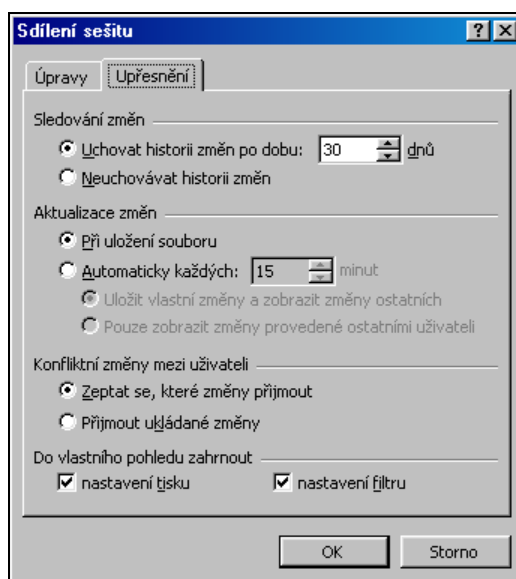 Sdílení sešitu
Úpravy Upřesnění
Sledování změn
Uchovat historii změn po dobu: 30 dnů
Neuchovávat historii změn
Aktualizace změn
Při uložení souboru
Automaticky každých: 15 minut
Uložit vlastní změny a zobrazit změny ostatních
Pouze zobrazit změny provedené ostatními uživateli
Konfliktní změny mezi uživateli
Zeptat se, které změny přijmout
Přijmout ukládané změny
Do vlastního pohledu zahrnout
nastavení tisku nastavení filtru
OK Storno